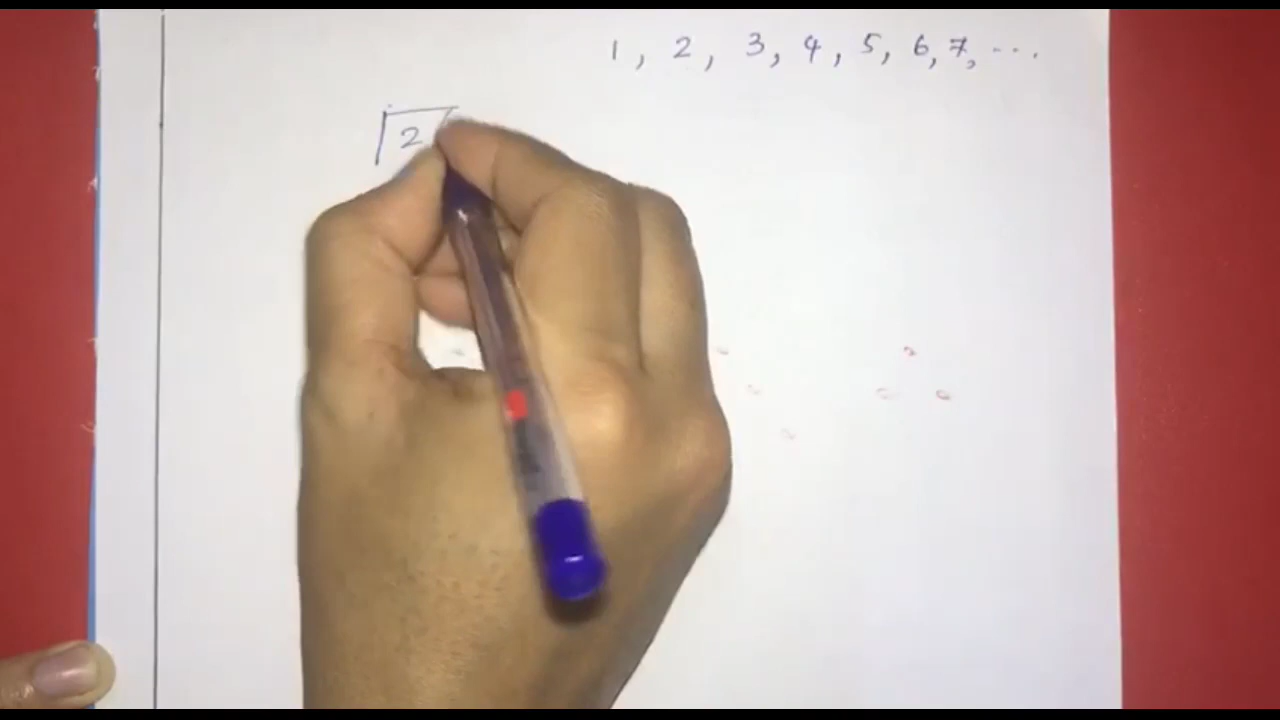 1, 2, 3, 4, 5, 6, 7, ...
2